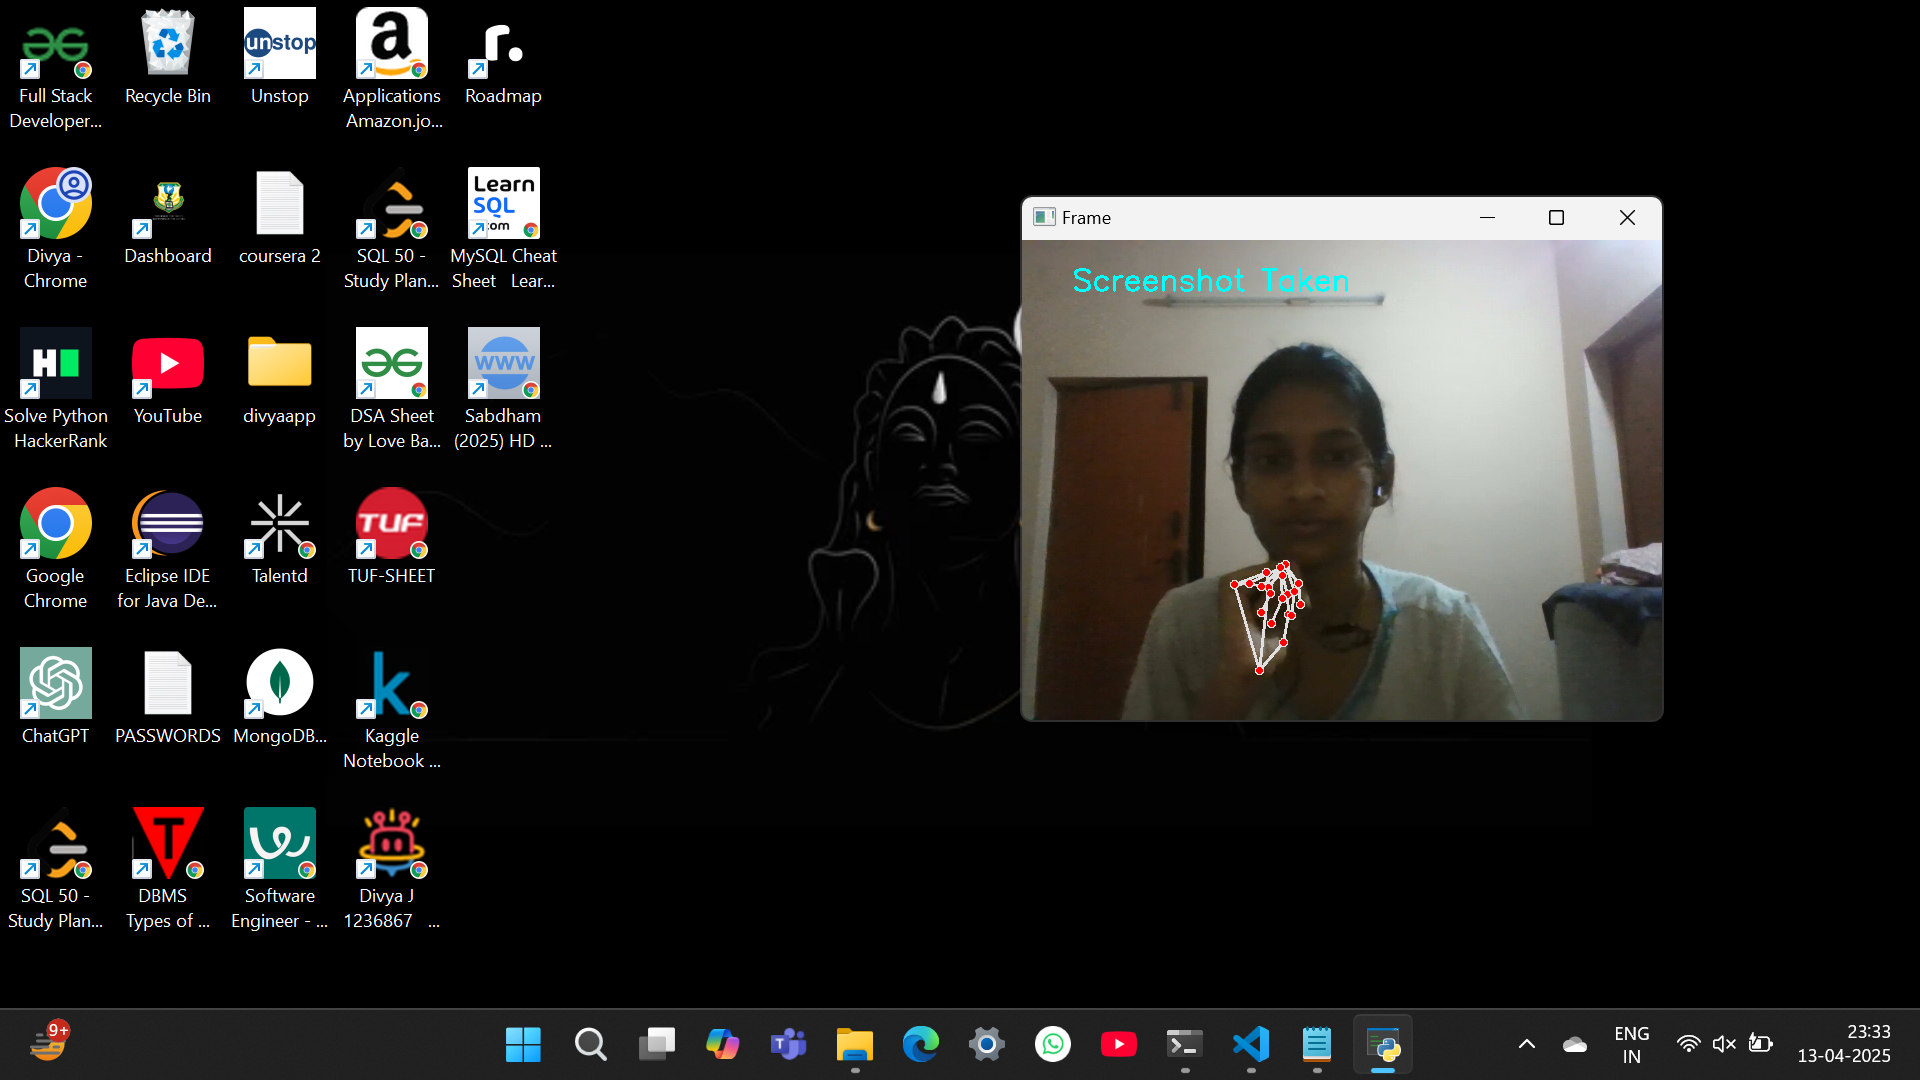 Full Stack
Developer...
Recycle Bin
unstop
Unstop
a
Applications
Amazon.jo...
r.
Roadmap
Divya -
Chrome
Dashboard
coursera 2
SQL 50 -
Study Plan...
Learn
SQL
.com
MySQL Cheat
Sheet Lear...
H
Solve Python
HackerRank
YouTube
divyaapp
DSA Sheet
by Love Ba...
www
Sabdham
(2025) HD ...
Google
Chrome
Eclipse IDE
for Java De...
Talentd
TUF
TUF-SHEET
ChatGPT
PASSWORDS
MongoDB...
k
Kaggle
Notebook ...
SQL 50 -
Study Plan...
T
DBMS
Types of ...
Software
Engineer - ...
Divya J
1236867 ...
Frame
Screenshot Taken
9+
T
ENG
IN
23:33
13-04-2025